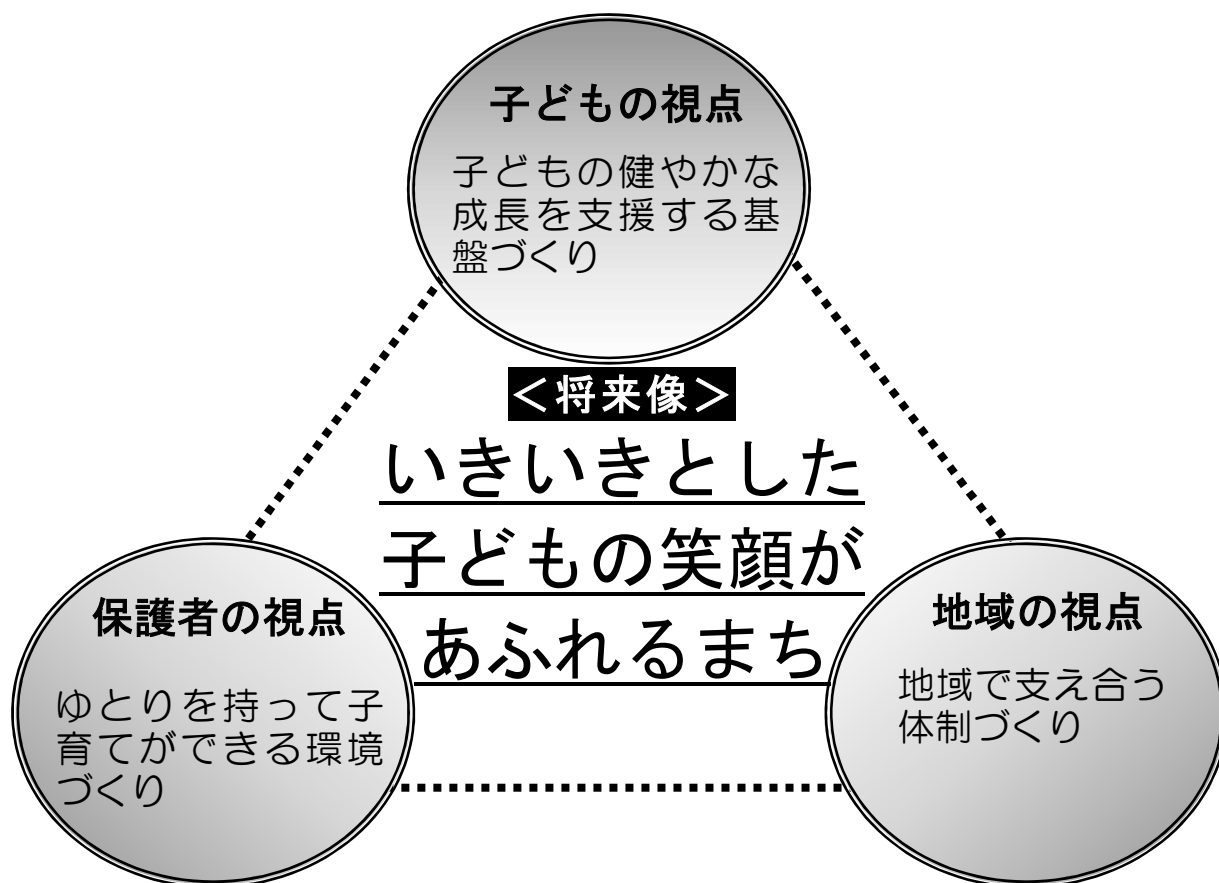 子どもの視点
子どもの健やかな
成長を支援する基
盤づくり
＜将来像＞
いきいきとした
子どもの笑顔が
あふれるまち
保護者の視点
ゆとりを持って子
育てができる環境
づくり
地域の視点
地域で支え合う
体制づくり